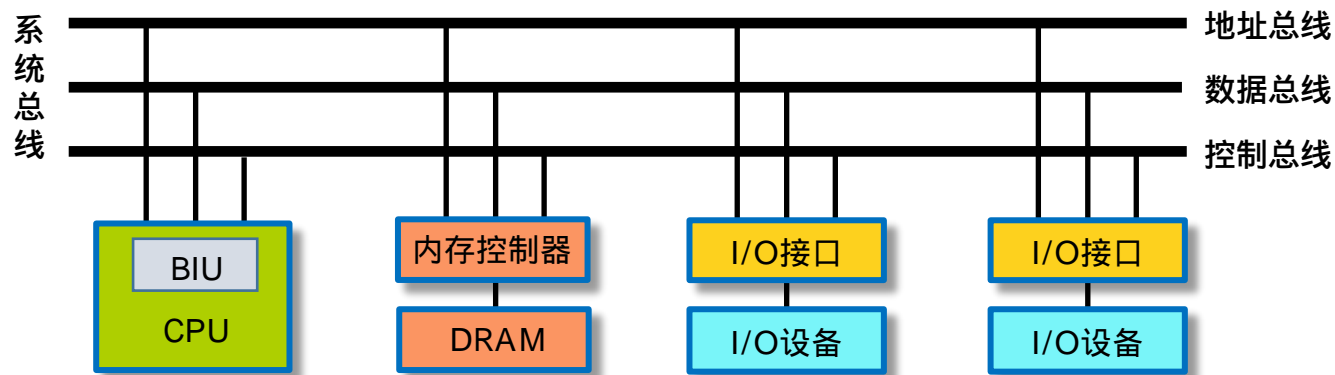 系统总线
地址总线
数据总线
控制总线
BIU
CPU
内存控制器
DRAM
I/O接口
I/O设备
I/O接口
I/O设备